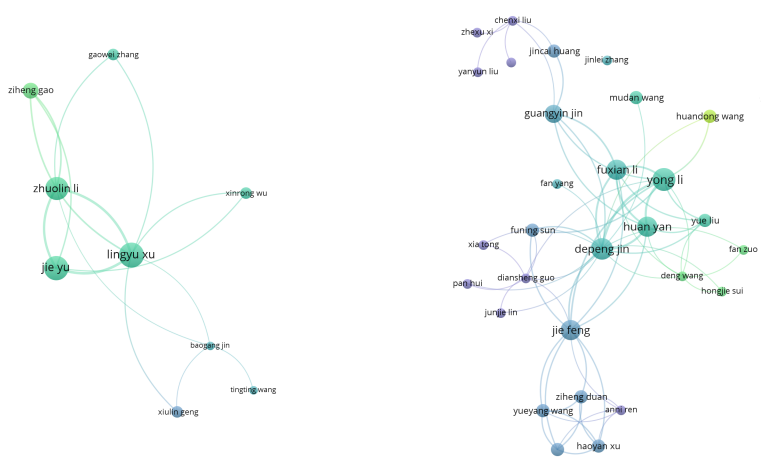 gaowei zhang
ziheng gao
zhuolin li
xinrong wu
lingyu xu
jie yu
baogang jin
tingting wang
xiulin geng
chenxi liu
zhexu xi
jincai huang
jinlei zhang
yanyun liu
mudan wang
guangyin jin
huandong wang
fuxian li
yong li
fan yang
yue liu
huan yan
funing sun
xia tong
depeng jin
fan zuo
diansheng guo
deng wang
pan hui
hongjie sui
junjie lin
jie feng
ziheng duan
yueyang wang
anni ren
haoyan xu